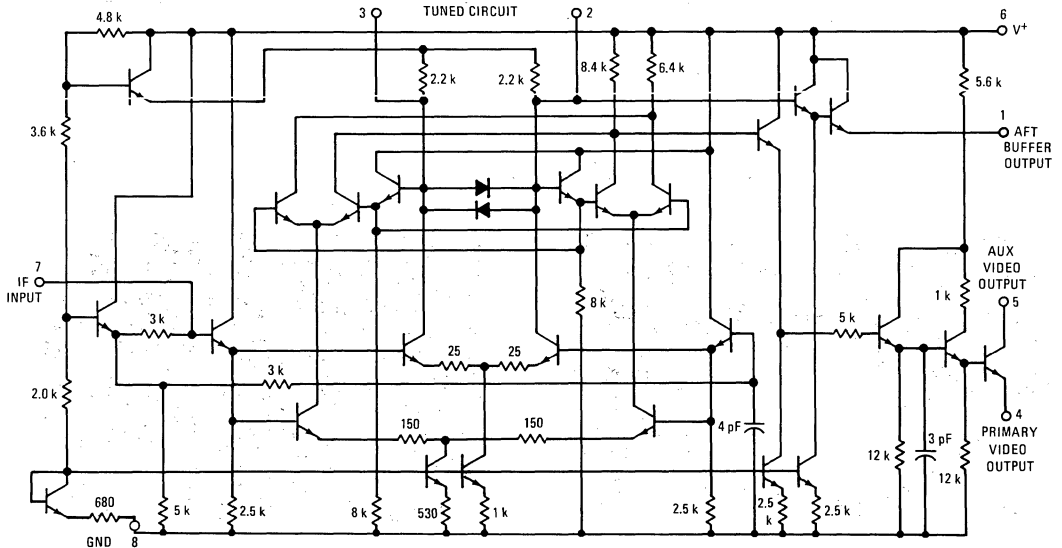 3 TUNED CIRCUIT 2
6
V+
4.8 k
2.2 k
2.2 k
8.4 k
6.4 k
5.6 k
3.6 k
1
AFT
BUFFER
OUTPUT
7
IF
INPUT
AUX
VIDEO
OUTPUT
5
3 k
8 k
5 k
1 k
25
25
3 k
2.0 k
150
150
4 pF
4
PRIMARY
VIDEO
OUTPUT
12 k
3 pF
12 k
680
5 k
2.5 k
8 k
530
1 k
2.5 k
2.5
k
2.5 k
GND 8